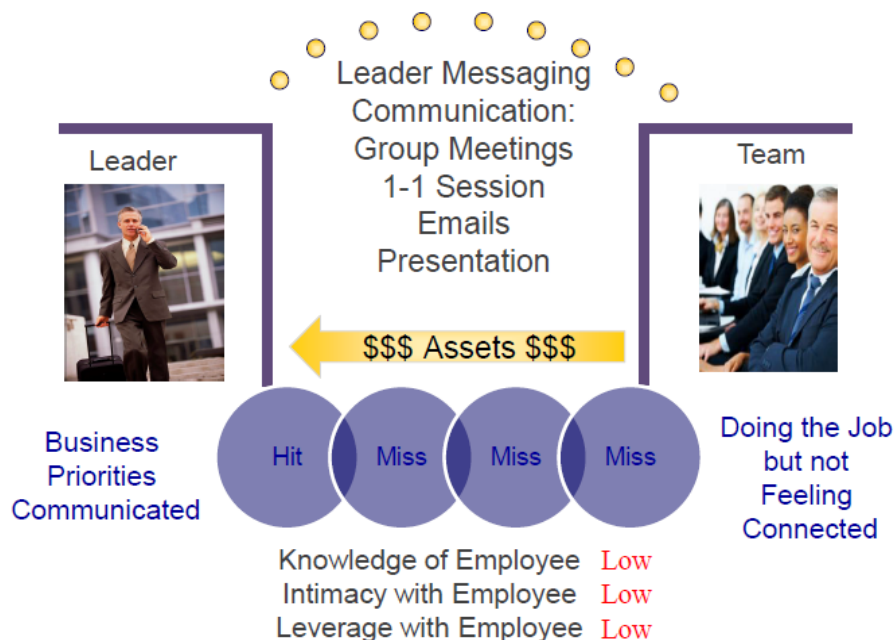 Leader Messaging
Communication:
Group Meetings
1-1 Session
Emails
Presentation
Leader
Team
$$$ Assets $$$
Business
Priorities
Communicated
Hit
Miss
Miss
Miss
Doing the Job
but not
Feeling
Connected
Knowledge of Employee Low
Intimacy with Employee Low
Leverage with Employee Low